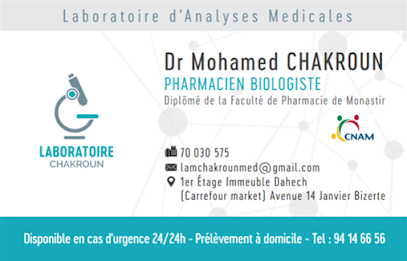 Laboratoire d'Analyses Medicales
Dr Mohamed CHAKROUN
PHARMACIEN BIOLOGISTE
Diplômé de la Faculté de Pharmacie de Monastir
CNAM
LABORATOIRE
CHAKROUN
70 030 575
lamchakrounmed@gmail.com
1er Étage Immeuble Dahech
(Carrefour market) Avenue 14 Janvier Bizerte
Disponible en cas d'urgence 24/24h - Prélèvement à domicile - Tel : 94 14 66 56